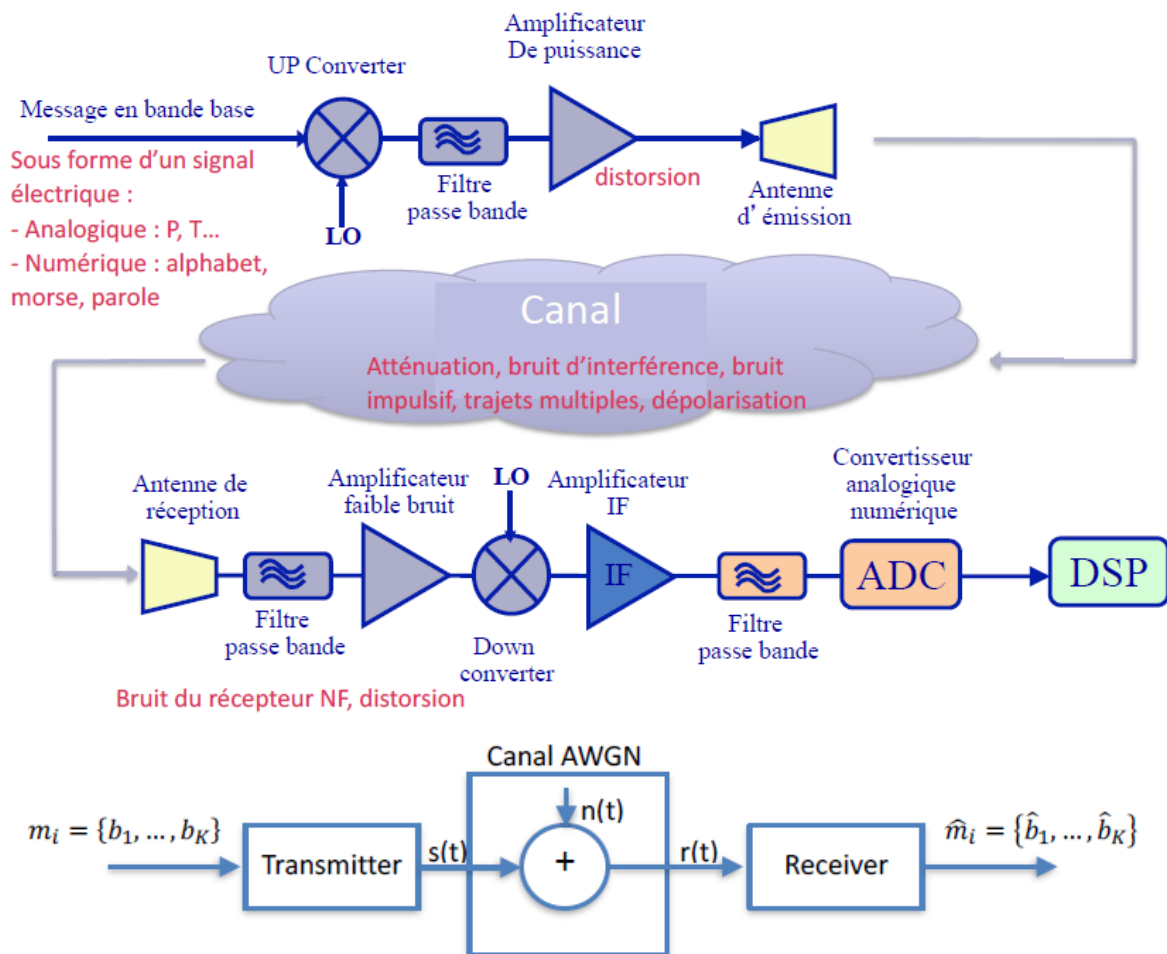 Amplificateur
De puissance
UP Converter
Message en bande base
Sous forme d'un signal
électrique :
- Analogique : P, T...
- Numérique : alphabet,
morse, parole
LO
Filtre
passe bande
distorsion
Antenne
d' émission
Canal
Atténuation, bruit d'interférence, bruit
impulsif, trajets multiples, dépolarisation
Antenne de
réception
Filtre
passe bande
Amplificateur
faible bruit
LO
Down
converter
Amplificateur
IF
IF
Filtre
passe bande
Convertisseur
analogique
numérique
ADC
DSP
Bruit du récepteur NF, distorsion
Canal AWGN
m_i = {b_1, ..., b_K}
Transmitter
s(t)
n(t)
+
r(t)
Receiver
m̂_i = {b̂_1, ..., b̂_K}